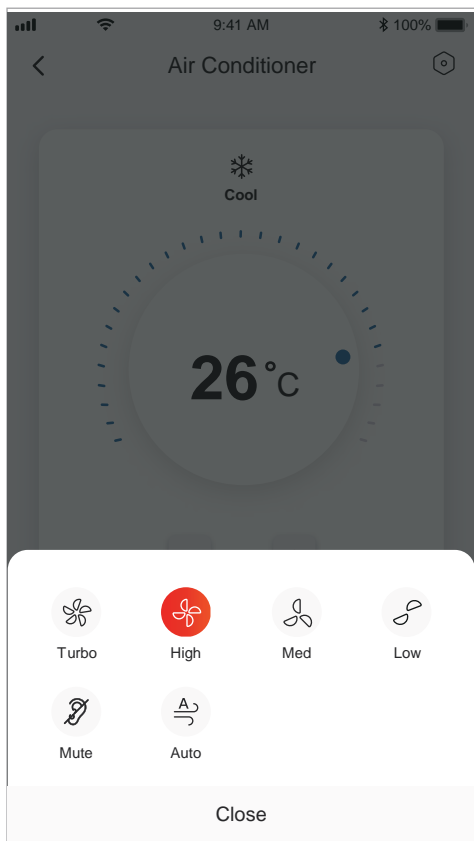 9:41 AM
100%
Air Conditioner
Cool
26°C
Turbo
High
Med
Low
Mute
A
Auto
Close